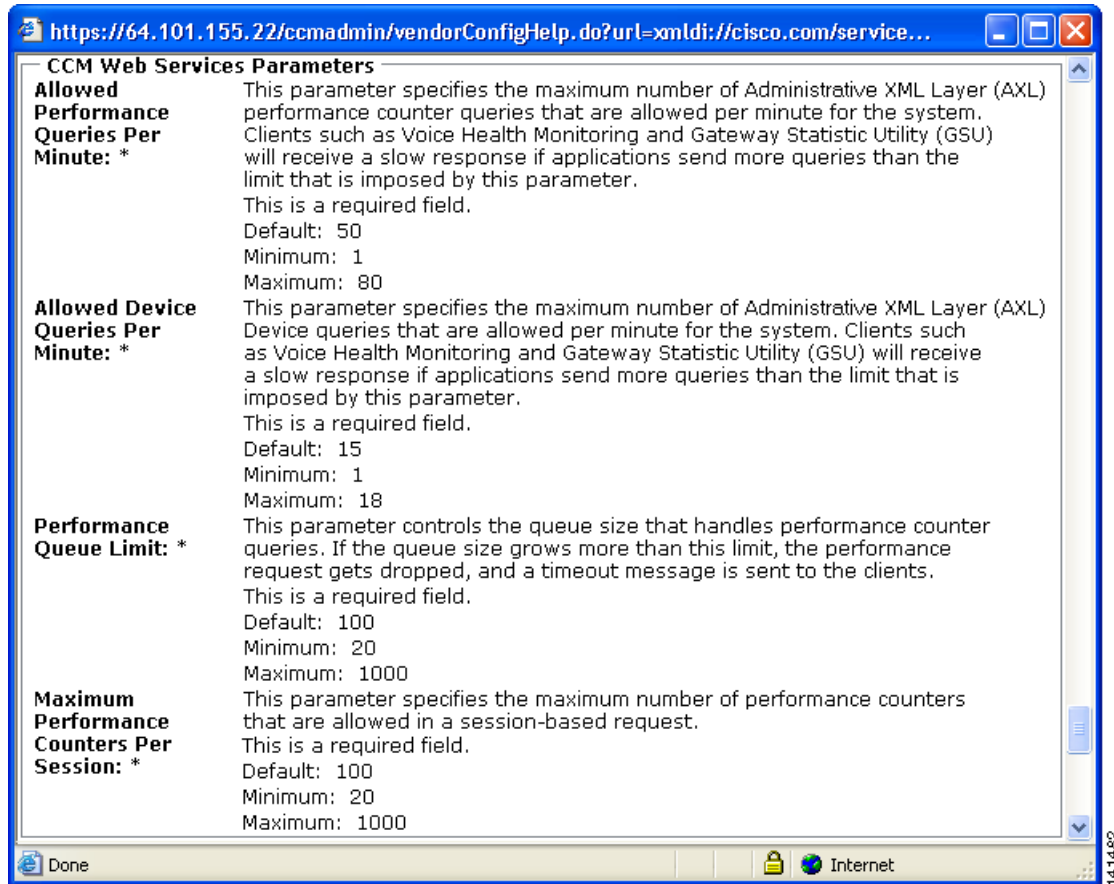 https://64.101.155.22/ccmadmin/vendorConfigHelp.do?url=xmldi://cisco.com/service...
CCM Web Services Parameters
Allowed Performance Queries Per Minute: *
This parameter specifies the maximum number of Administrative XML Layer (AXL)
performance counter queries that are allowed per minute for the system.
Clients such as Voice Health Monitoring and Gateway Statistic Utility (GSU)
will receive a slow response if applications send more queries than the
limit that is imposed by this parameter.
This is a required field.
Default: 50
Minimum: 1
Maximum: 80
Allowed Device Queries Per Minute: *
This parameter specifies the maximum number of Administrative XML Layer (AXL)
Device queries that are allowed per minute for the system. Clients such
as Voice Health Monitoring and Gateway Statistic Utility (GSU) will receive
a slow response if applications send more queries than the limit that is
imposed by this parameter.
This is a required field.
Default: 15
Minimum: 1
Maximum: 18
Performance Queue Limit: *
This parameter controls the queue size that handles performance counter
queries. If the queue size grows more than this limit, the performance
request gets dropped, and a timeout message is sent to the clients.
This is a required field.
Default: 100
Minimum: 20
Maximum: 1000
Maximum Performance Counters Per Session: *
This parameter specifies the maximum number of performance counters
that are allowed in a session-based request.
This is a required field.
Default: 100
Minimum: 20
Maximum: 1000
Done
Internet
141482